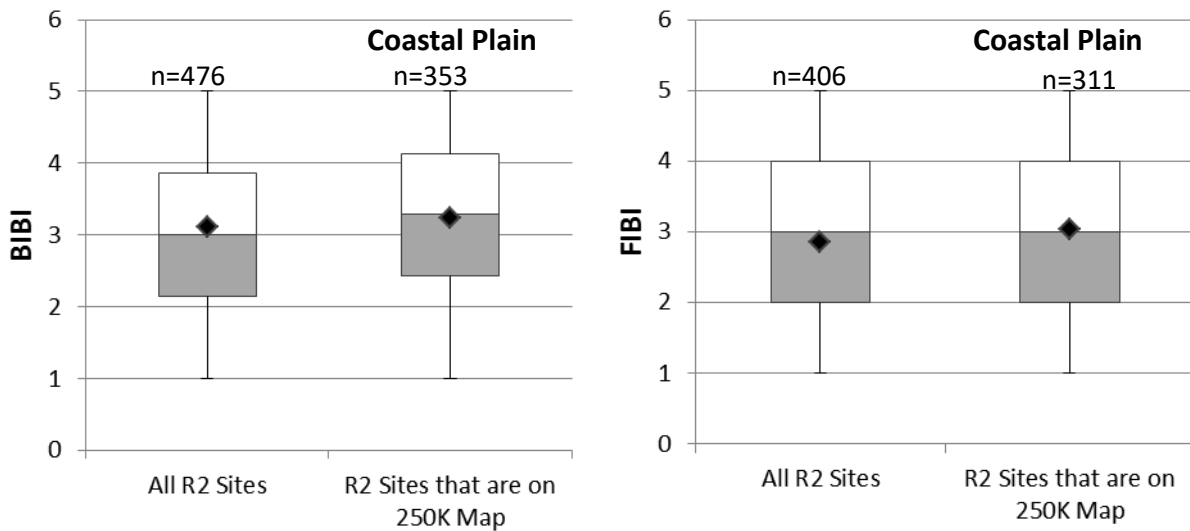 6
5
4
3
2
1
0
BIBI
Coastal Plain
n=476
n=353
All R2 Sites
R2 Sites that are on
250K Map
6
5
4
3
2
1
0
FIBI
Coastal Plain
n=406
n=311
All R2 Sites
R2 Sites that are on
250K Map